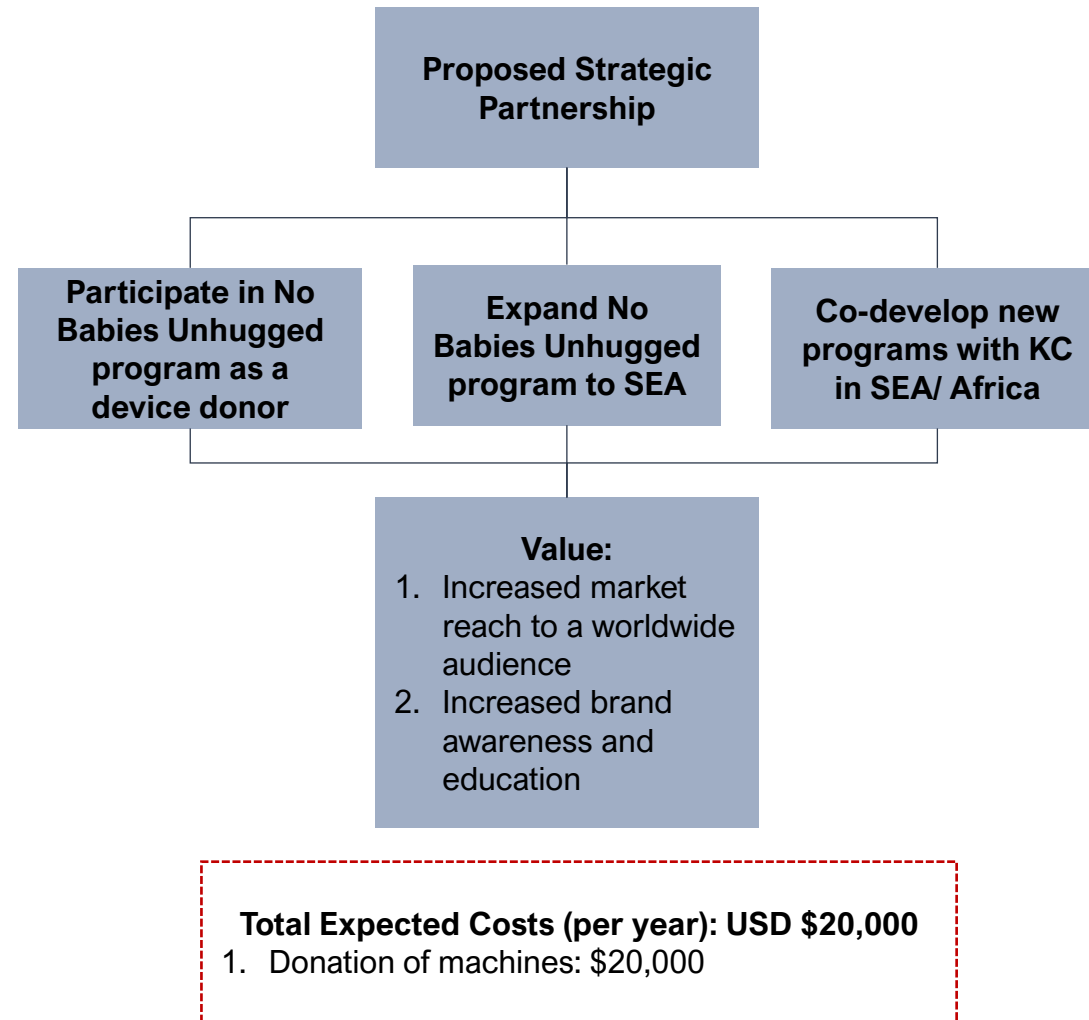 Proposed Strategic
Partnership
Participate in No
Babies Unhugged
program as a
device donor
Expand No
Babies Unhugged
program to SEA
Co-develop new
programs with KC
in SEA/ Africa
Value:
1. Increased market
reach to a worldwide
audience
2. Increased brand
awareness and
education
Total Expected Costs (per year): USD $20,000
1. Donation of machines: $20,000